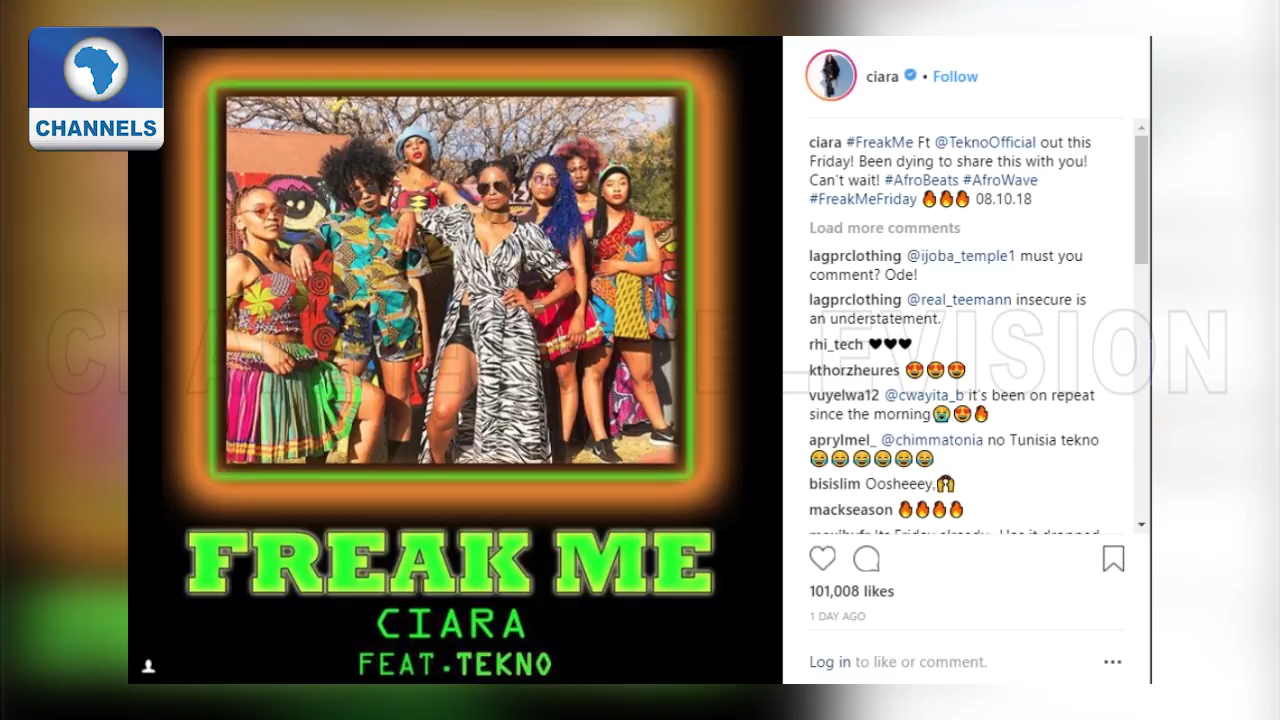 CHANNELS
CHANNELS TELEVISION
FREAK ME
CIARA
FEAT.TEKNO
ciara • Follow
ciara #FreakMe Ft @TeknoOfficial out this
Friday! Been dying to share this with you!
Can't wait! #AfroBeats #AfroWave
#FreakMeFriday 🔥🔥🔥 08.10.18
Load more comments
lagprclothing @ijoba_temple1 must you
comment? Ode!
lagprclothing @real_teemann insecure is
an understatement.
rhi_tech 🖤🖤🖤
kthorzheures 😍😍😍
vuyelwa12 @cwayita_b it's been on repeat
since the morning😭😍🔥
aprylmel_ @chimmatonia no Tunisia tekno
😂😂😂😂😂😂
bisislim Oosheeey,🙌
mackseason 🔥🔥🔥🔥
101,008 likes
1 DAY AGO
Log in to like or comment.